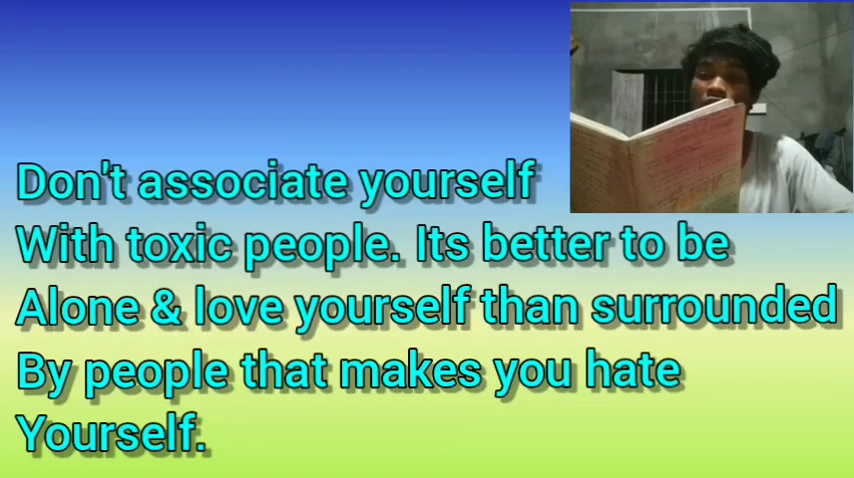 Don't associate yourself
With toxic people. Its better to be
Alone & love yourself than surrounded
By people that makes you hate
Yourself.